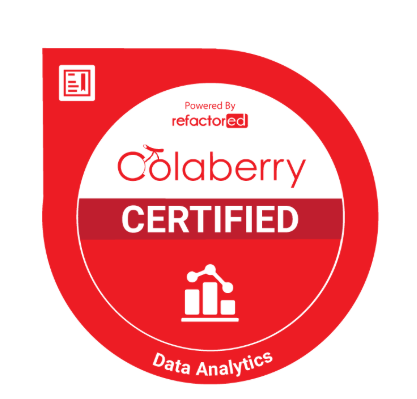 Powered By
refactored
Colaberry
CERTIFIED
Data Analytics